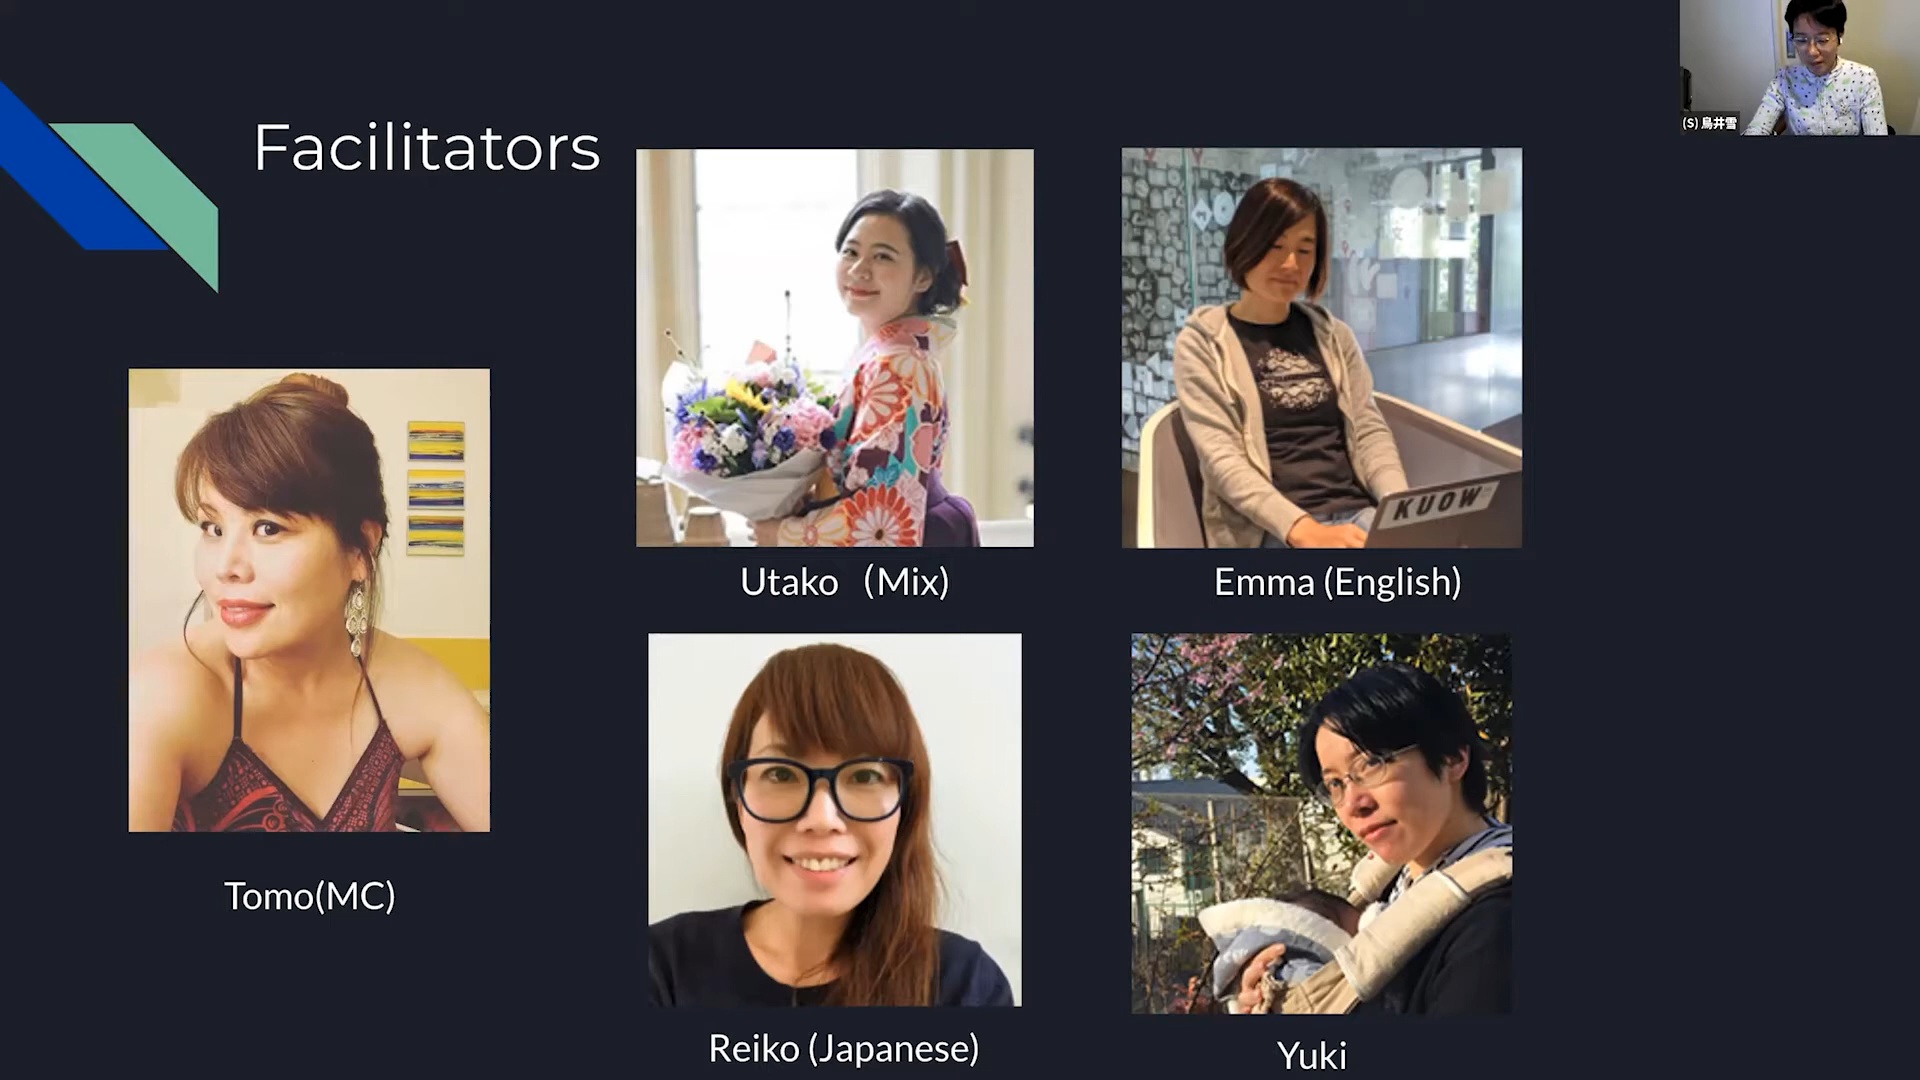 Facilitators
(S) 鳥井雪
KUOW
Utako (Mix)
Emma (English)
Tomo(MC)
Reiko (Japanese)
Yuki